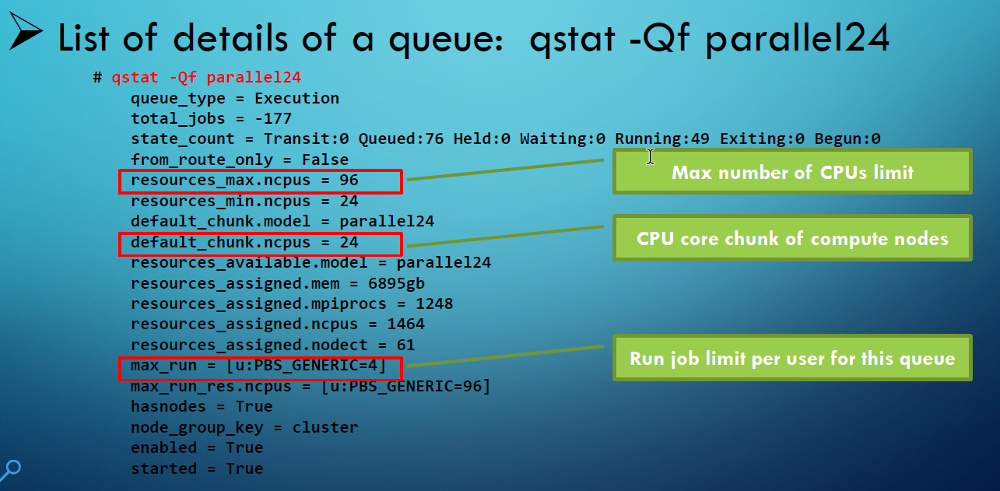 List of details of a queue: qstat -Qf parallel24
# qstat -Qf parallel24
queue_type = Execution
total_jobs = -177
state_count = Transit:0 Queued:76 Held:0 Waiting:0 Running:49 Exiting:0 Begun:0
from_route_only = False
resources_max.ncpus = 96
Max number of CPUs limit
resources_min.ncpus = 24
default_chunk.model = parallel24
default_chunk.ncpus = 24
CPU core chunk of compute nodes
resources_available.model = parallel24
resources_assigned.mem = 6895gb
resources_assigned.mpiprocs = 1248
resources_assigned.ncpus = 1464
resources_assigned.nodect = 61
max_run = [u:PBS_GENERIC=4]
Run job limit per user for this queue
max_run_res.ncpus = [u:PBS_GENERIC=96]
hasnodes = True
node_group_key = cluster
enabled = True
started = True